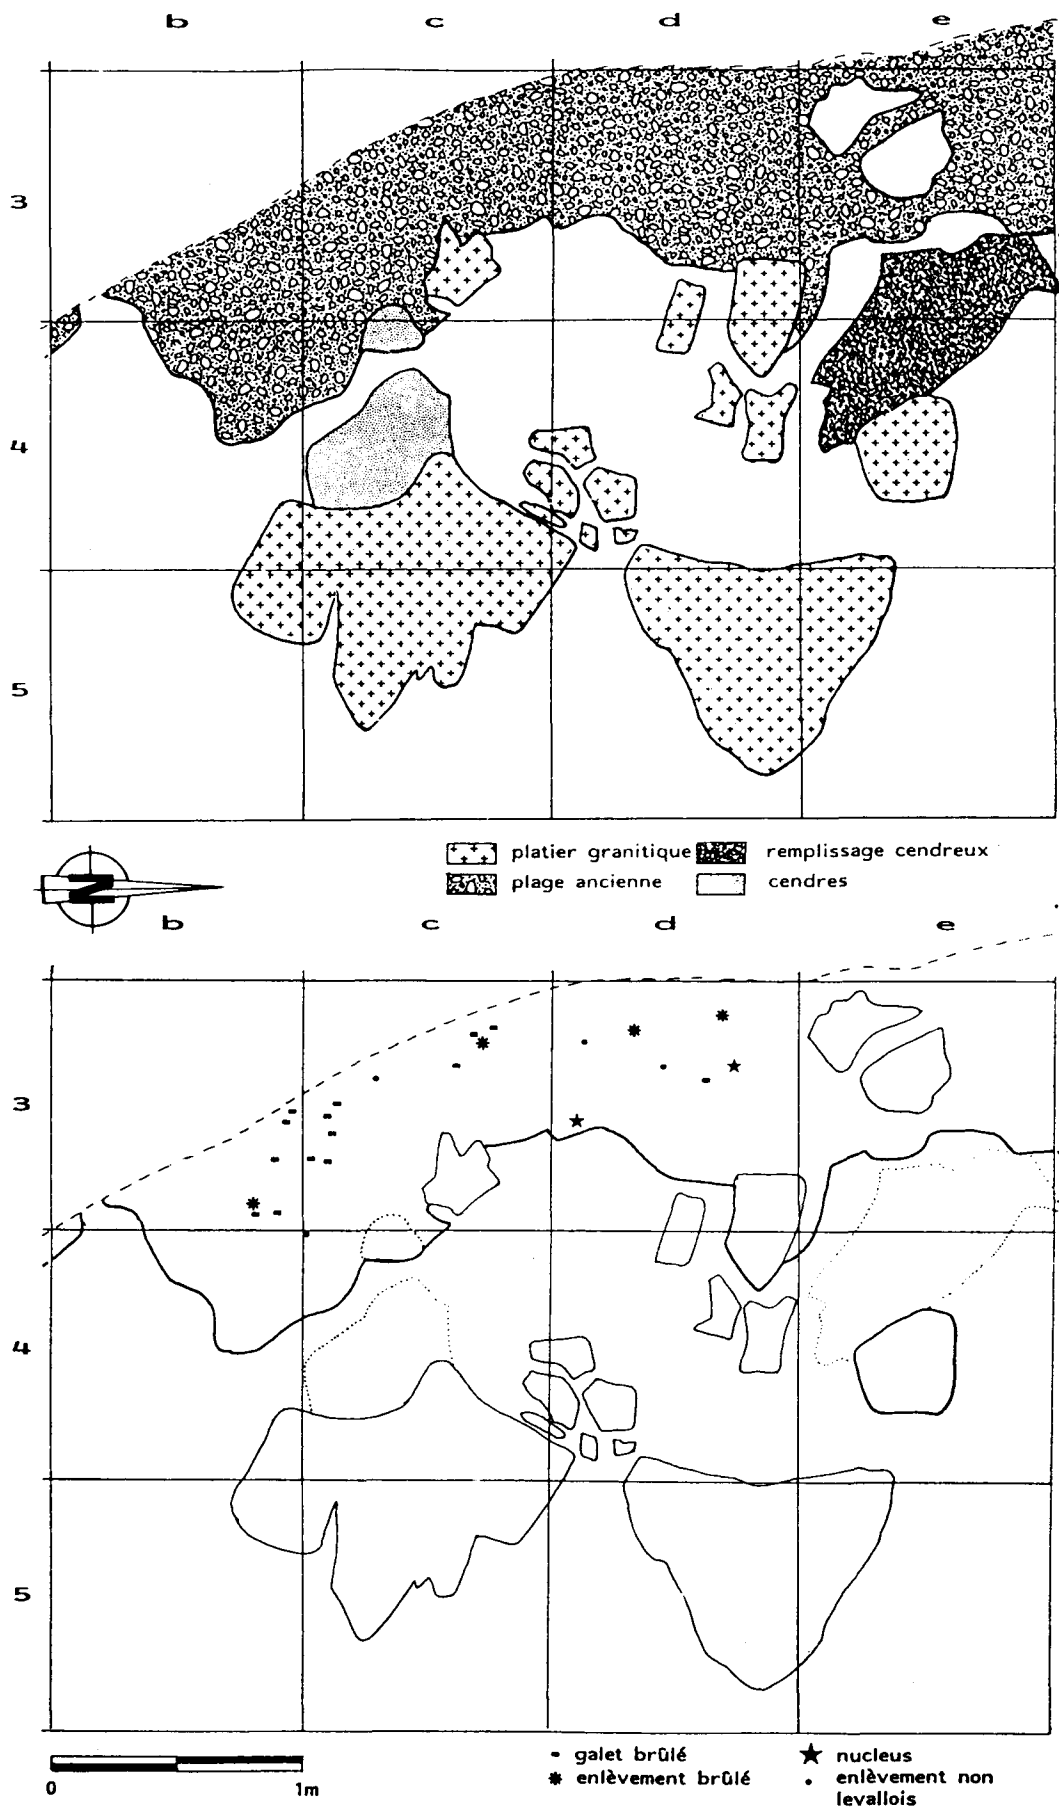 b c d e
3
4
5
platier granitique remplissage cendreux
plage ancienne cendres
N
b c d e
3
4
5
0 1m
galet brûlé nucleus
enlèvement brûlé enlèvement non
levallois